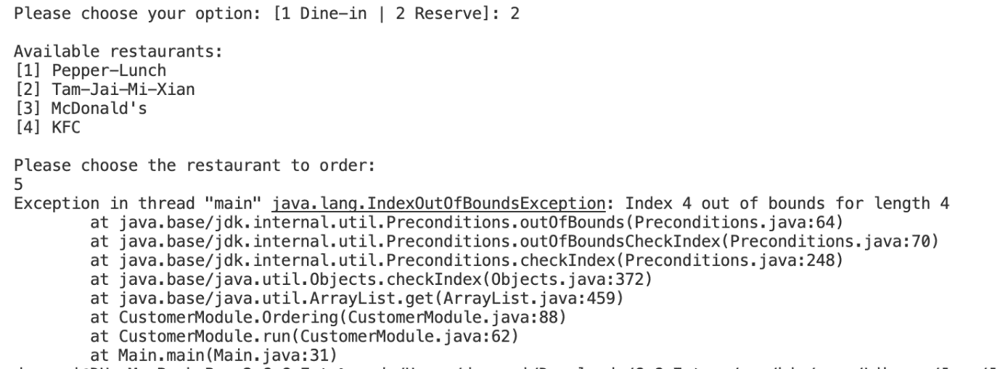 Please choose your option: [1 Dine-in | 2 Reserve]: 2
Available restaurants:
[1] Pepper-Lunch
[2] Tam-Jai-Mi-Xian
[3] McDonald's
[4] KFC
Please choose the restaurant to order:
5
Exception in thread "main" java.lang.IndexOutOfBoundsException: Index 4 out of bounds for length 4
at java.base/jdk.internal.util.Preconditions.outOfBounds(Preconditions.java:64)
at java.base/jdk.internal.util.Preconditions.outOfBoundsCheckIndex(Preconditions.java:70)
at java.base/jdk.internal.util.Preconditions.checkIndex(Preconditions.java:248)
at java.base/java.util.Objects.checkIndex(Objects.java:372)
at java.base/java.util.ArrayList.get(ArrayList.java:459)
at CustomerModule.Ordering(CustomerModule.java:88)
at CustomerModule.run(CustomerModule.java:62)
at Main.main(Main.java:31)